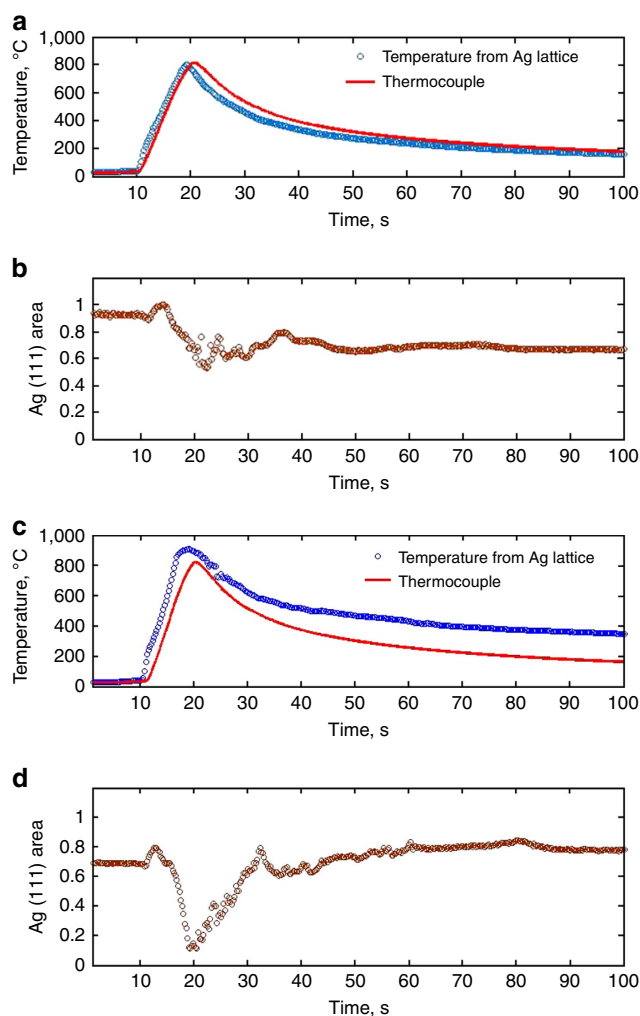 a
1,000
800
600
400
200
0
Temperature, °C
Temperature from Ag lattice
Thermocouple
10 20 30 40 50 60 70 80 90 100
Time, s
b
1
0.8
0.6
0.4
0.2
0
Ag (111) area
10 20 30 40 50 60 70 80 90 100
Time, s
c
1,000
800
600
400
200
0
Temperature, °C
Temperature from Ag lattice
Thermocouple
10 20 30 40 50 60 70 80 90 100
Time, s
d
1
0.8
0.6
0.4
0.2
0
Ag (111) area
10 20 30 40 50 60 70 80 90 100
Time, s